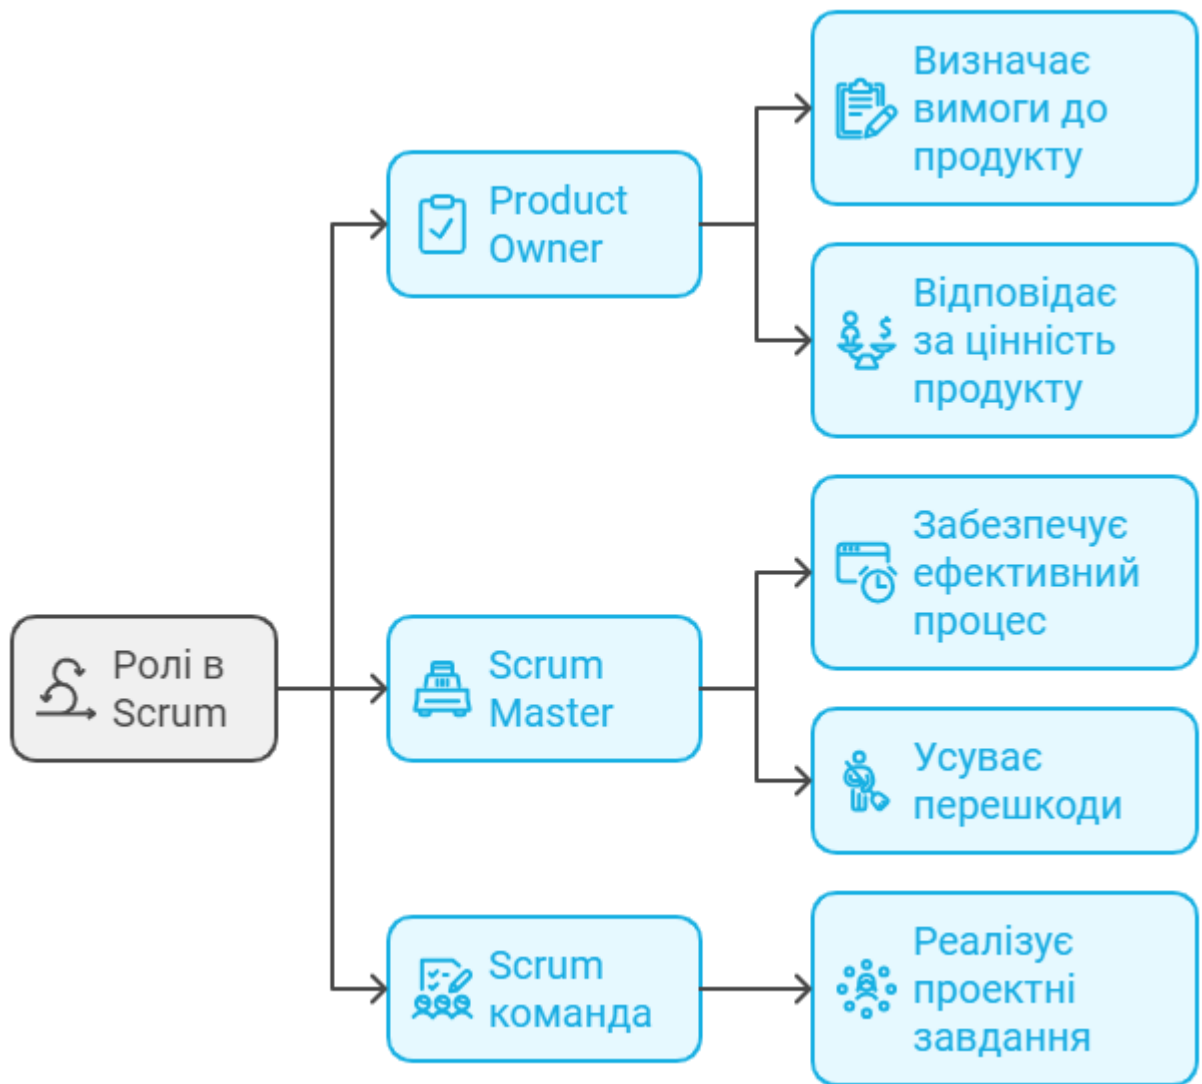 Ролі в
Scrum
Product
Owner
Визначає
вимоги до
продукту
Відповідає
за цінність
продукту
Scrum
Master
Забезпечує
ефективний
процес
Усуває
перешкоди
Scrum
команда
Реалізує
проектні
завдання